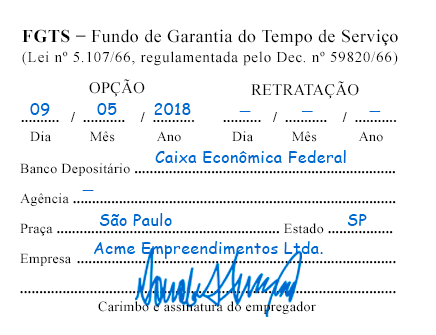 FGTS – Fundo de Garantia do Tempo de Serviço
(Lei nº 5.107/66, regulamentada pelo Dec. nº 59820/66)
OPÇÃO RETRATAÇÃO
09 / 05 / 2018 – / – / –
Dia Mês Ano Dia Mês Ano
Banco Depositário Caixa Econômica Federal
Agência –
Praça São Paulo Estado SP
Empresa Acme Empreendimentos Ltda.
Carimbo e assinatura do empregador